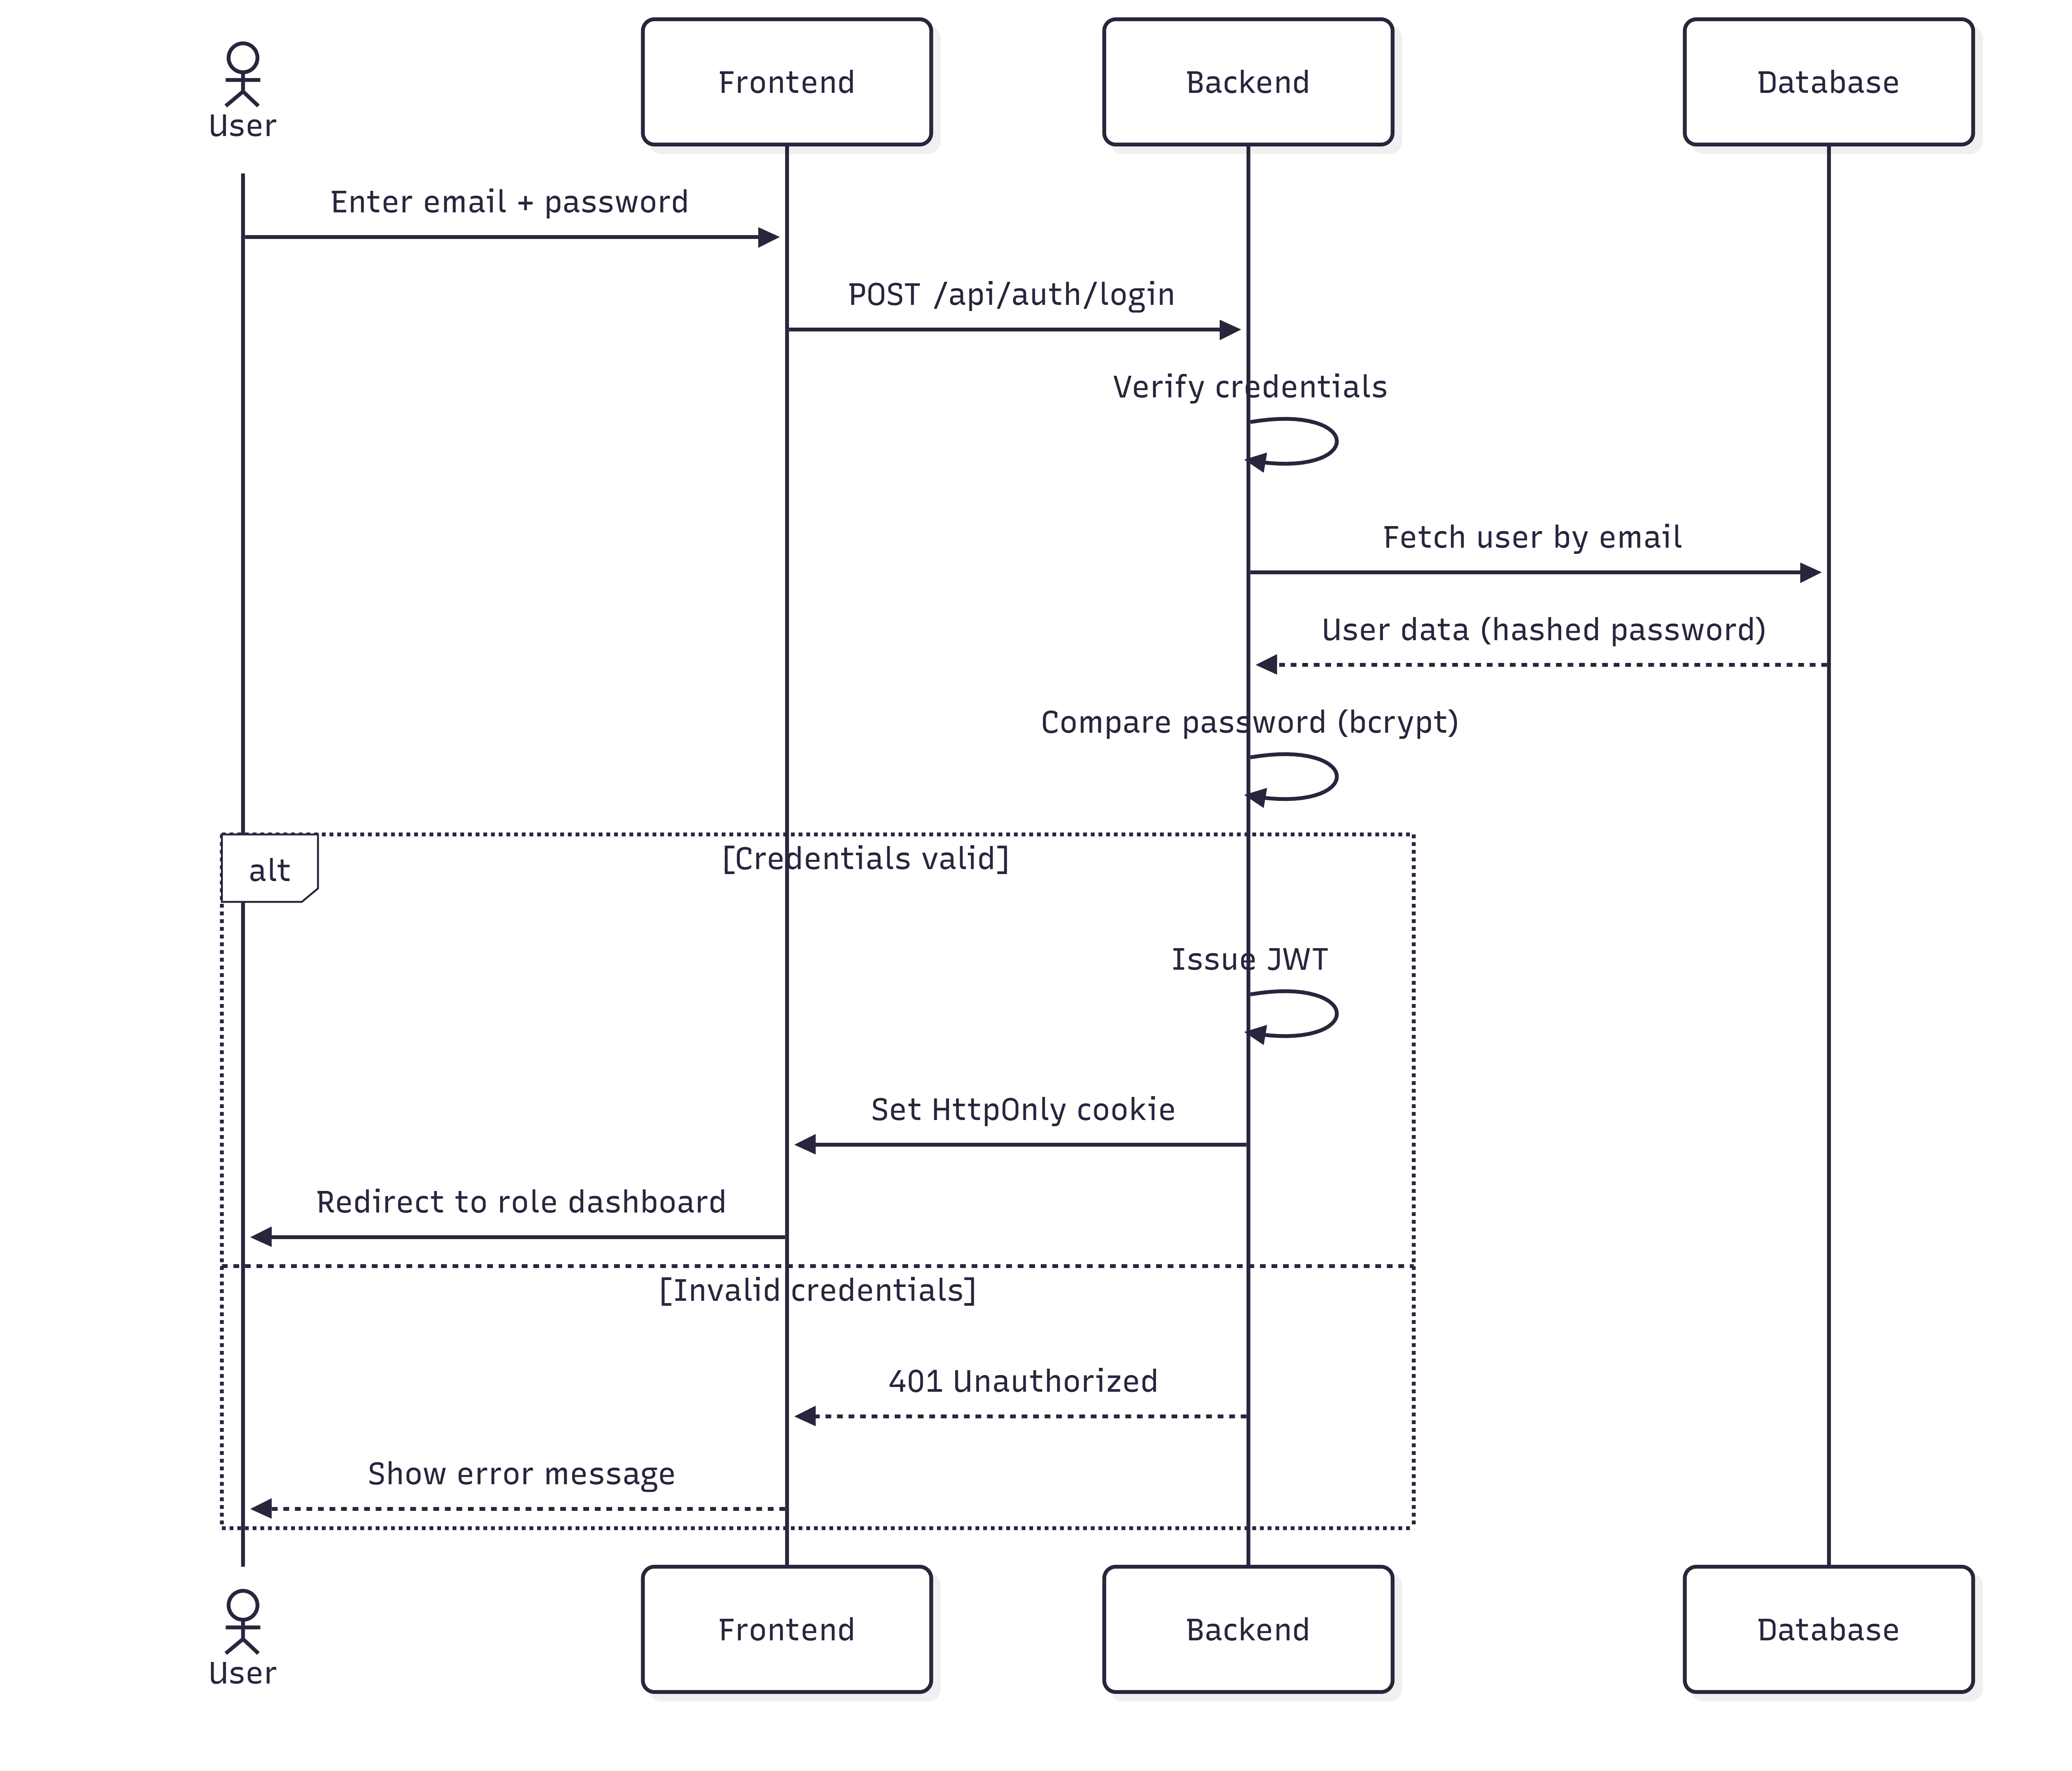 User
Frontend
Backend
Database
Enter email + password
POST /api/auth/login
Verify credentials
Fetch user by email
User data (hashed password)
Compare password (bcrypt)
alt
[Credentials valid]
Issue JWT
Set HttpOnly cookie
Redirect to role dashboard
[Invalid credentials]
401 Unauthorized
Show error message
User
Frontend
Backend
Database